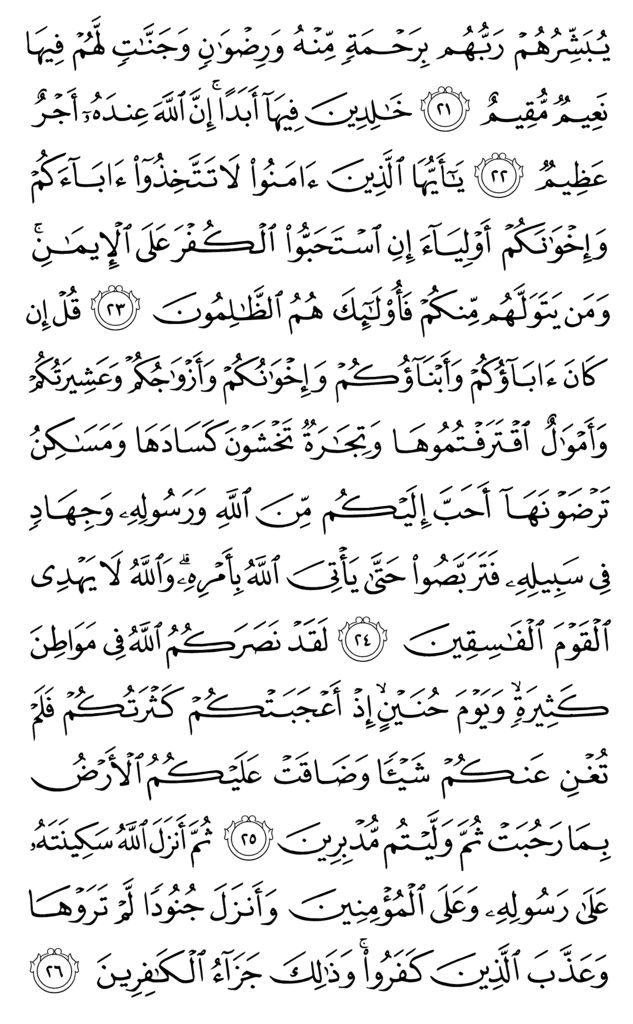 يُبَشِّرُهُمْ رَبُّهُم بِرَحْمَةٍ مِّنْهُ وَرِضْوَٰنٍ وَجَنَّٰتٍ لَّهُمْ فِيهَا
نَعِيمٌ مُّقِيمٌ ٢١ خَٰلِدِينَ فِيهَآ أَبَدًا ۚ إِنَّ ٱللَّهَ عِندَهُۥٓ أَجْرٌ
عَظِيمٌ ٢٢ يَٰٓأَيُّهَا ٱلَّذِينَ ءَامَنُوا۟ لَا تَتَّخِذُوٓا۟ ءَابَآءَكُمْ
وَإِخْوَٰنَكُمْ أَوْلِيَآءَ إِنِ ٱسْتَحَبُّوا۟ ٱلْكُفْرَ عَلَى ٱلْإِيمَٰنِ ۚ
وَمَن يَتَوَلَّهُم مِّنكُمْ فَأُو۟لَٰٓئِكَ هُمُ ٱلظَّٰلِمُونَ ٢٣ قُلْ إِن
كَانَ ءَابَآؤُكُمْ وَأَبْنَآؤُكُمْ وَإِخْوَٰنُكُمْ وَأَزْوَٰجُكُمْ وَعَشِيرَتُكُمْ
وَأَمْوَٰلٌ ٱقْتَرَفْتُمُوهَا وَتِجَٰرَةٌ تَخْشَوْنَ كَسَادَهَا وَمَسَٰكِنُ
تَرْضَوْنَهَآ أَحَبَّ إِلَيْكُم مِّنَ ٱللَّهِ وَرَسُولِهِۦ وَجِهَادٍ
فِى سَبِيلِهِۦ فَتَرَبَّصُوا۟ حَتَّىٰ يَأْتِىَ ٱللَّهُ بِأَمْرِهِۦ ۗ وَٱللَّهُ لَا يَهْدِى
ٱلْقَوْمَ ٱلْفَٰسِقِينَ ٢٤ لَقَدْ نَصَرَكُمُ ٱللَّهُ فِى مَوَاطِنَ
كَثِيرَةٍ ۙ وَيَوْمَ حُنَيْنٍ ۙ إِذْ أَعْجَبَتْكُمْ كَثْرَتُكُمْ فَلَمْ
تُغْنِ عَنكُمْ شَيْـًٔا وَضَاقَتْ عَلَيْكُمُ ٱلْأَرْضُ
بِمَا رَحُبَتْ ثُمَّ وَلَّيْتُم مُّدْبِرِينَ ٢٥ ثُمَّ أَنزَلَ ٱللَّهُ سَكِينَتَهُۥ
عَلَىٰ رَسُولِهِۦ وَعَلَى ٱلْمُؤْمِنِينَ وَأَنزَلَ جُنُودًا لَّمْ تَرَوْهَا
وَعَذَّبَ ٱلَّذِينَ كَفَرُوا۟ ۚ وَذَٰلِكَ جَزَآءُ ٱلْكَٰفِرِينَ ٢٦